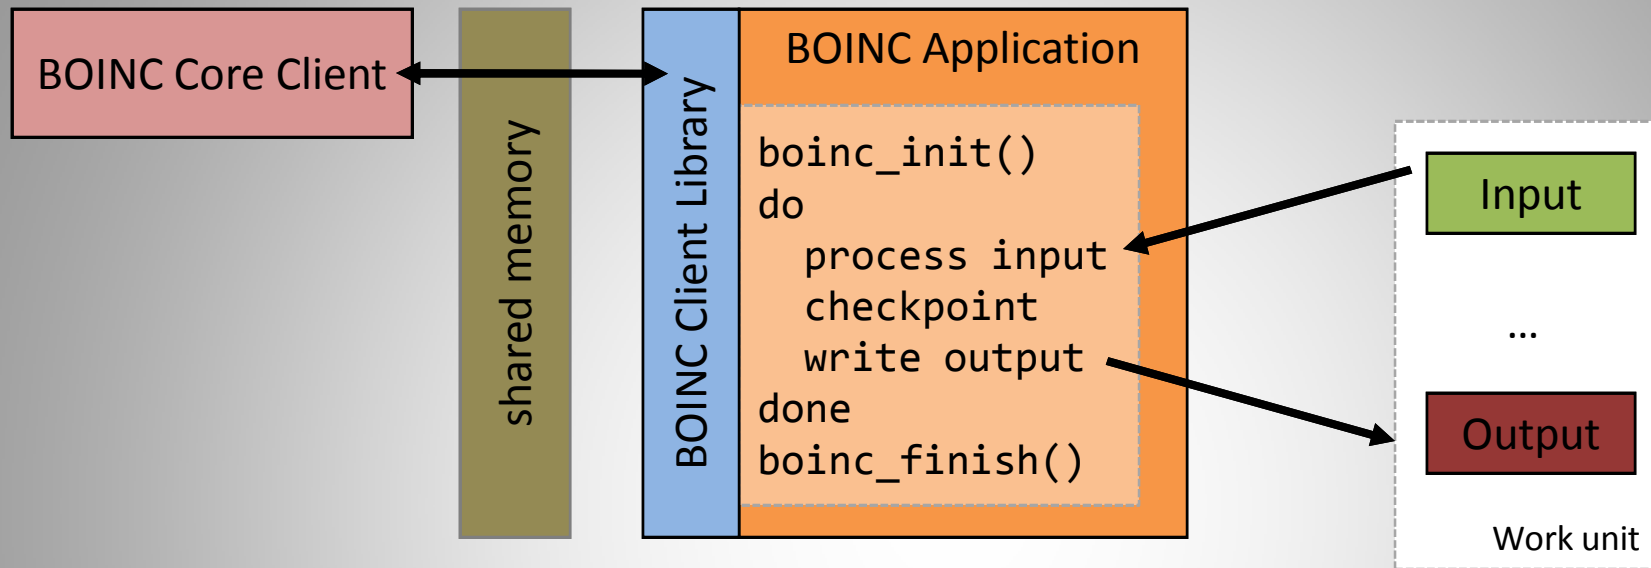 BOINC Core Client
shared memory
BOINC Client Library
BOINC Application
boinc_init()
do
process input
checkpoint
write output
done
boinc_finish()
Input
...
Output
Work unit